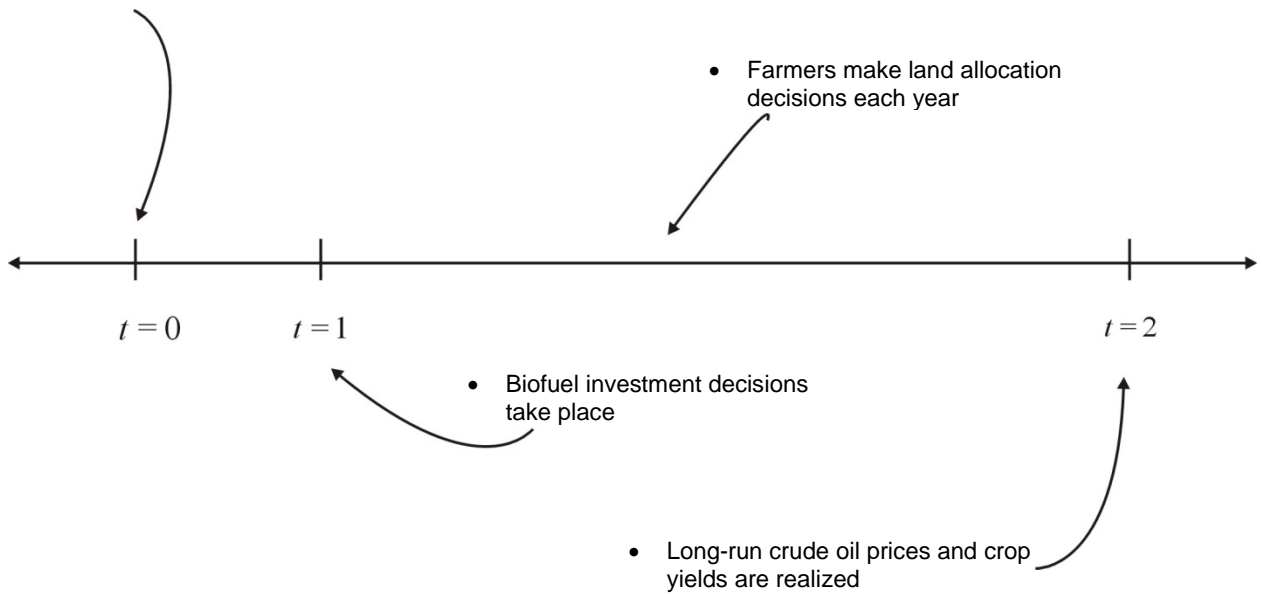 • Farmers make land allocation
decisions each year
t = 0
t = 1
t = 2
• Biofuel investment decisions
take place
• Long-run crude oil prices and crop
yields are realized